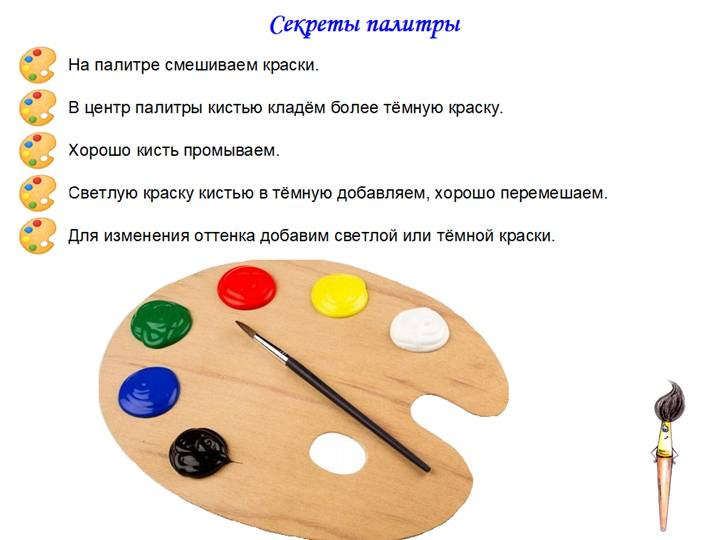 Секреты палитры
На палитре смешиваем краски.
В центр палитры кистью кладём более тёмную краску.
Хорошо кисть промываем.
Светлую краску кистью в тёмную добавляем, хорошо перемешаем.
Для изменения оттенка добавим светлой или тёмной краски.